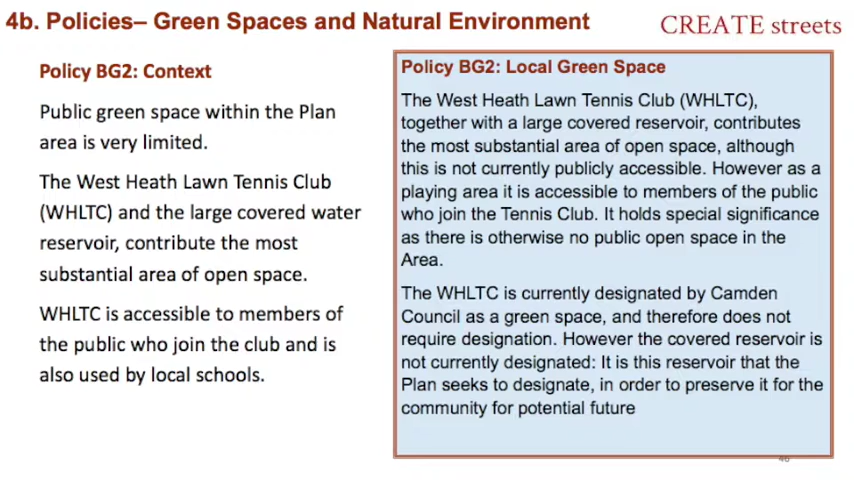 4b. Policies– Green Spaces and Natural Environment
CREATE streets
Policy BG2: Context
Public green space within the Plan
area is very limited.
The West Heath Lawn Tennis Club
(WHLTC) and the large covered water
reservoir, contribute the most
substantial area of open space.
WHLTC is accessible to members of
the public who join the club and is
also used by local schools.
Policy BG2: Local Green Space
The West Heath Lawn Tennis Club (WHLTC),
together with a large covered reservoir, contributes
the most substantial area of open space, although
this is not currently publicly accessible. However as a
playing area it is accessible to members of the public
who join the Tennis Club. It holds special significance
as there is otherwise no public open space in the
Area.
The WHLTC is currently designated by Camden
Council as a green space, and therefore does not
require designation. However the covered reservoir is
not currently designated: It is this reservoir that the
Plan seeks to designate, in order to preserve it for the
community for potential future